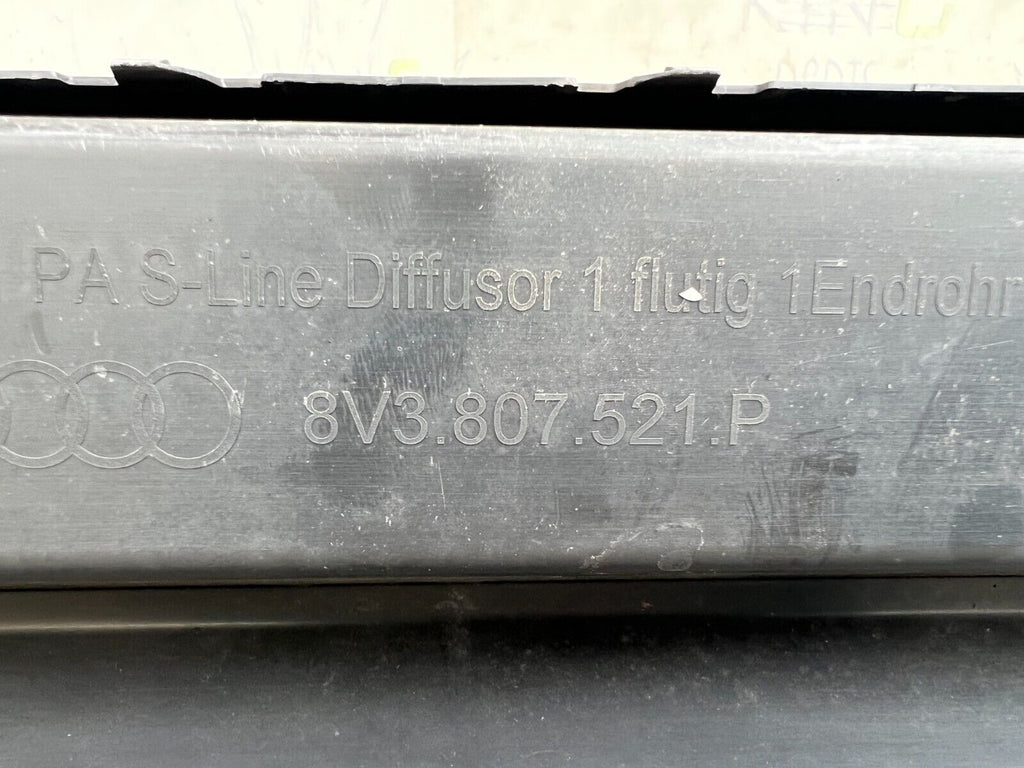 PA S-Line Diffusor 1 flutig 1Endrohr
8V3.807.521.P